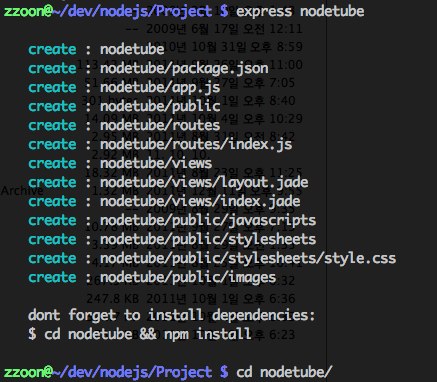 zzoon@~/dev/nodejs/Project $ express nodetube
create : nodetube
create : nodetube/package.json
create : nodetube/app.js
create : nodetube/public
create : nodetube/routes
create : nodetube/routes/index.js
create : nodetube/views
create : nodetube/views/layout.jade
create : nodetube/views/index.jade
create : nodetube/public/javascripts
create : nodetube/public/stylesheets
create : nodetube/public/stylesheets/style.css
create : nodetube/public/images
dont forget to install dependencies:
$ cd nodetube && npm install
zzoon@~/dev/nodejs/Project $ cd nodetube/